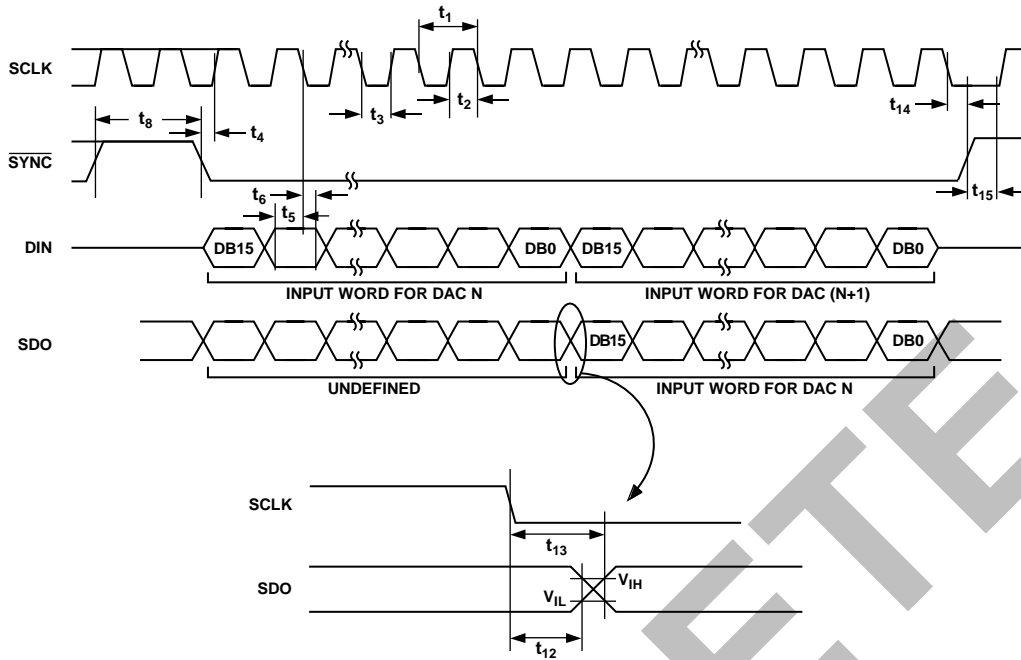 t1
SCLK
t3
t2
t14
t8
t4
SYNC
t6
t5
t15
DIN
DB15
DB0
DB15
DB0
INPUT WORD FOR DAC N
INPUT WORD FOR DAC (N+1)
SDO
DB15
DB0
UNDEFINED
INPUT WORD FOR DAC N
SCLK
t13
SDO
VIH
VIL
t12
ETE